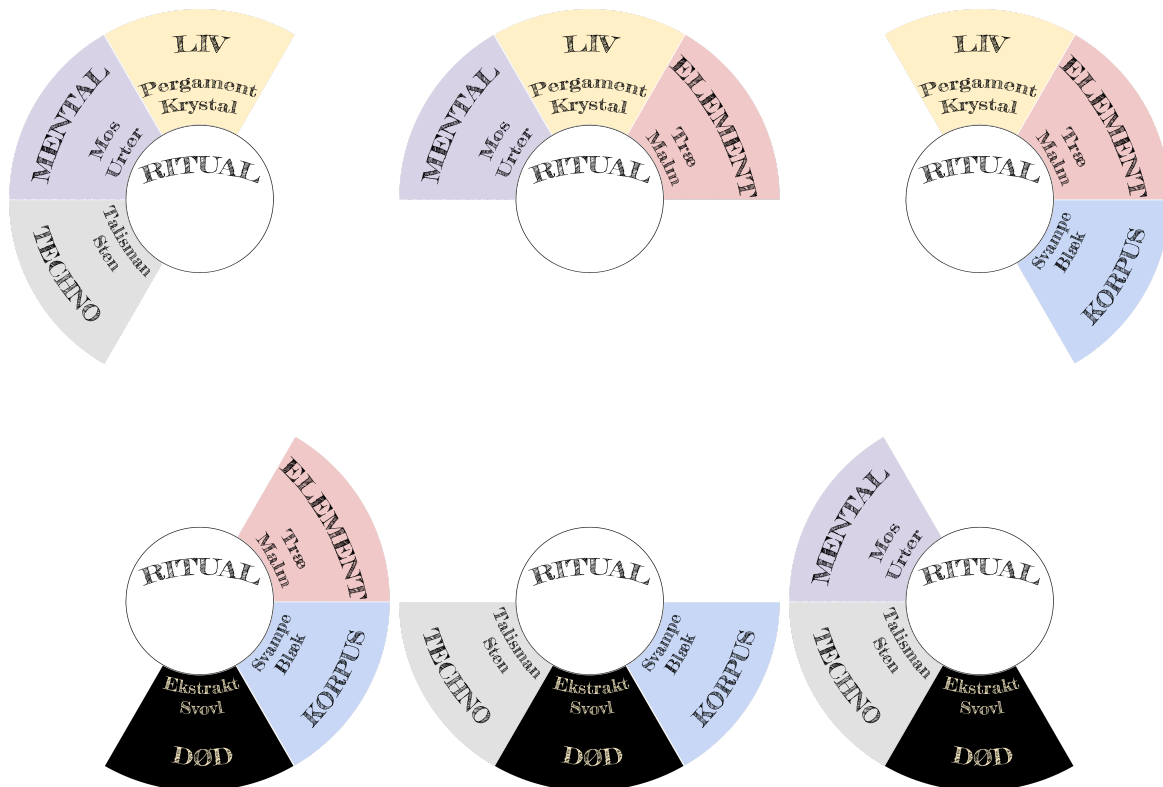 LIV
Pergament
Krystal
MENTAL
Mos
Urter
RITUAL
Talisman
Sten
TECHNO
LIV
Pergament
Krystal
MENTAL
Mos
Urter
ELEMENT
Træ
Malm
RITUAL
LIV
Pergament
Krystal
ELEMENT
Træ
Malm
RITUAL
Svampe
Blæk
KORPUS
ELEMENT
Træ
Malm
RITUAL
Svampe
Blæk
KORPUS
Ekstrakt
Svovl
DØD
RITUAL
Talisman
Sten
TECHNO
Svampe
Blæk
KORPUS
Ekstrakt
Svovl
DØD
MENTAL
Mos
Urter
RITUAL
Talisman
Sten
TECHNO
Ekstrakt
Svovl
DØD